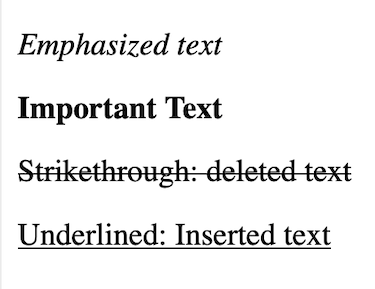 Emphasized text
Important Text
Strikethrough: deleted text
Underlined: Inserted text